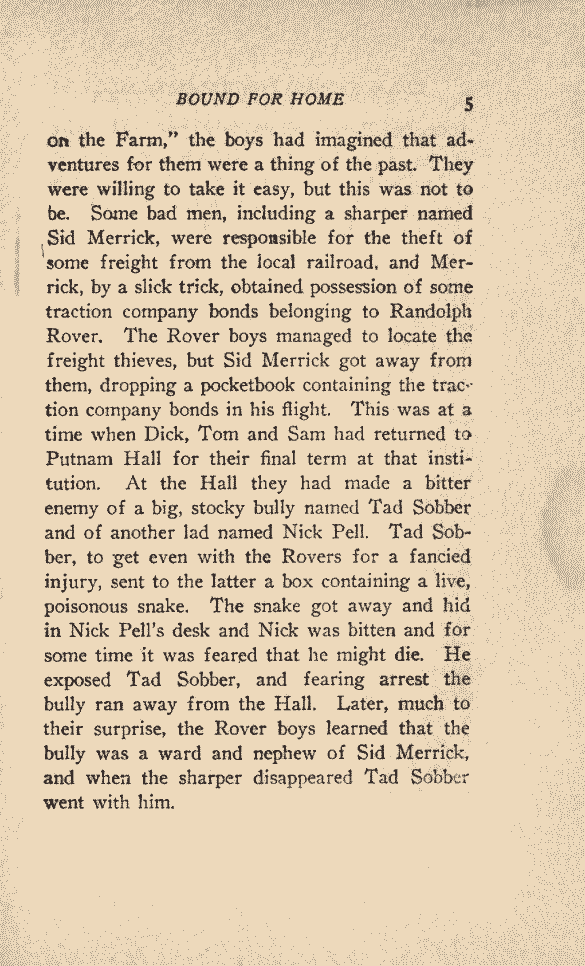 BOUND FOR HOME 5
on the Farm," the boys had imagined that ad-
ventures for them were a thing of the past. They
were willing to take it easy, but this was not to
be. Some bad men, including a sharper named
Sid Merrick, were responsible for the theft of
some freight from the local railroad, and Mer-
rick, by a slick trick, obtained possession of some
traction company bonds belonging to Randolph
Rover. The Rover boys managed to locate the
freight thieves, but Sid Merrick got away from
them, dropping a pocketbook containing the trac-
tion company bonds in his flight. This was at a
time when Dick, Tom and Sam had returned to
Putnam Hall for their final term at that insti-
tution. At the Hall they had made a bitter
enemy of a big, stocky bully named Tad Sobber
and of another lad named Nick Pell. Tad Sob-
ber, to get even with the Rovers for a fancied
injury, sent to the latter a box containing a live,
poisonous snake. The snake got away and hid
in Nick Pell's desk and Nick was bitten and for
some time it was feared that he might die. He
exposed Tad Sobber, and fearing arrest the
bully ran away from the Hall. Later, much to
their surprise, the Rover boys learned that the
bully was a ward and nephew of Sid Merrick,
and when the sharper disappeared Tad Sobber
went with him.